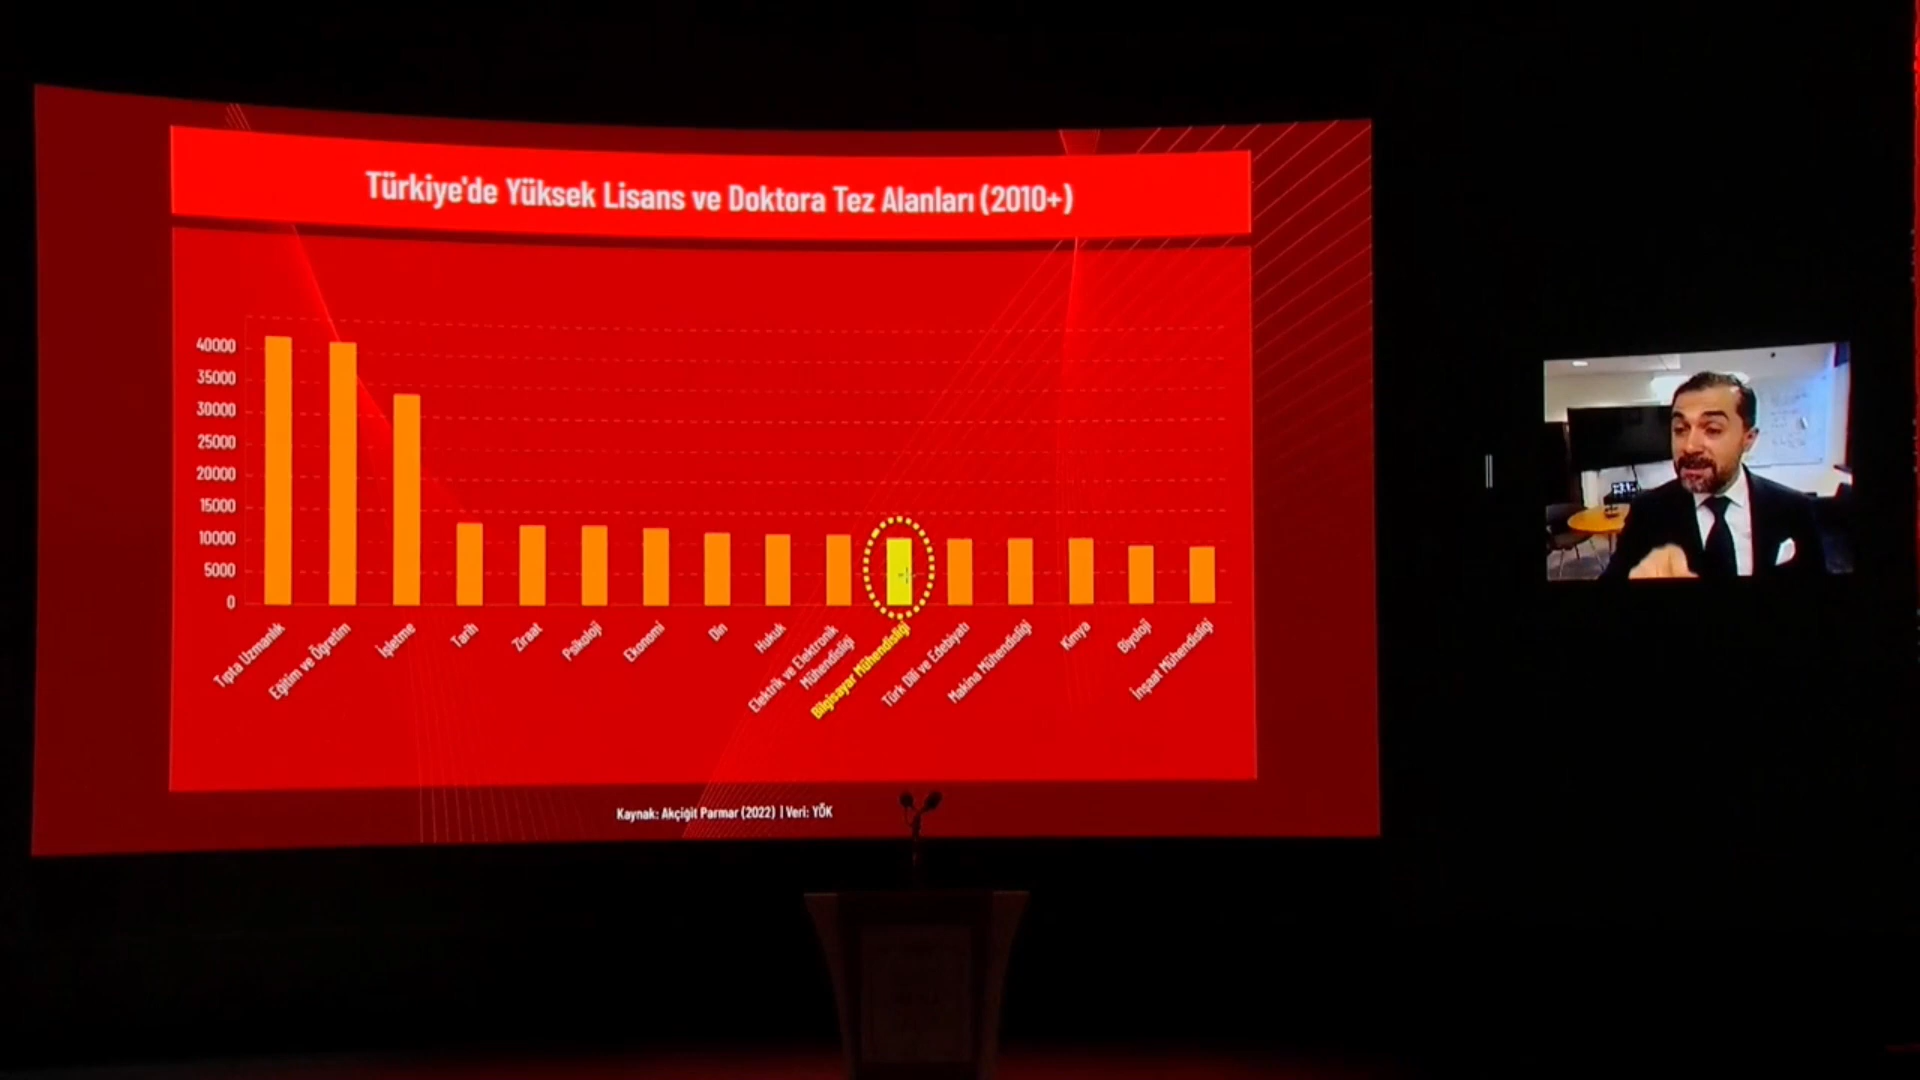 Türkiye'de Yüksek Lisans ve Doktora Tez Alanları (2010+)
40000
35000
30000
25000
20000
15000
10000
5000
0
Tıpta Uzmanlık
Eğitim ve Öğretim
İşletme
Tarih
Ziraat
Psikoloji
Ekonomi
Din
Hukuk
Elektrik ve Elektronik
Mühendisliği
Bilgisayar Mühendisliği
Türk Dili ve Edebiyatı
Makina Mühendisliği
Kimya
Biyoloji
İnşaat Mühendisliği
Kaynak: Akçiğit Parmar (2022) | Veri: YÖK